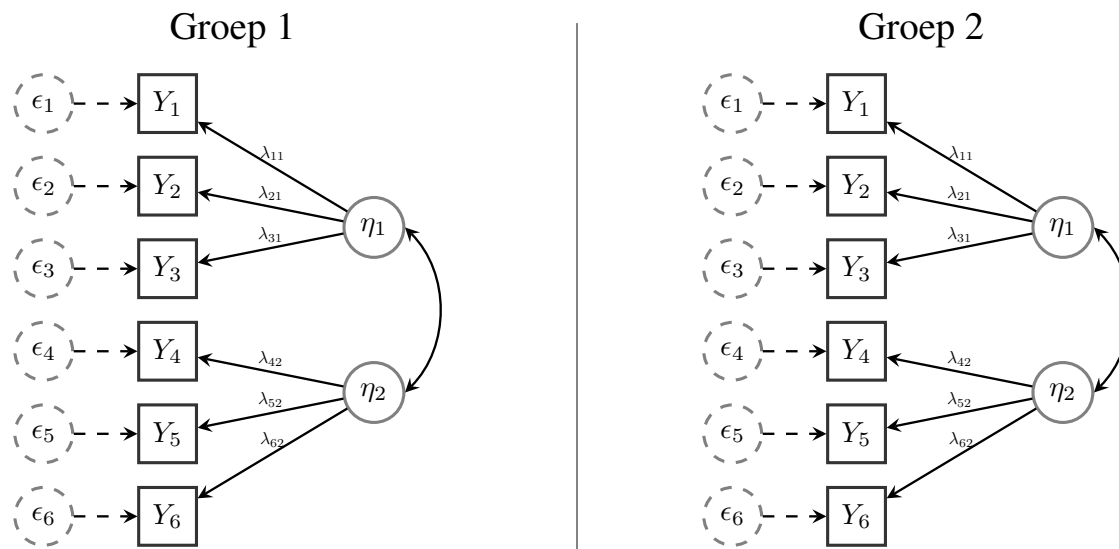 Groep 1
Groep 2
ϵ₁ Y₁ ϵ₁ Y₁
λ₁₁ λ₁₁
ϵ₂ Y₂ ϵ₂ Y₂
λ₂₁ λ₂₁
η₁ η₁
λ₃₁ λ₃₁
ϵ₃ Y₃ ϵ₃ Y₃
ϵ₄ Y₄ ϵ₄ Y₄
λ₄₂ λ₄₂
η₂ η₂
λ₅₂ λ₅₂
ϵ₅ Y₅ ϵ₅ Y₅
λ₆₂ λ₆₂
ϵ₆ Y₆ ϵ₆ Y₆